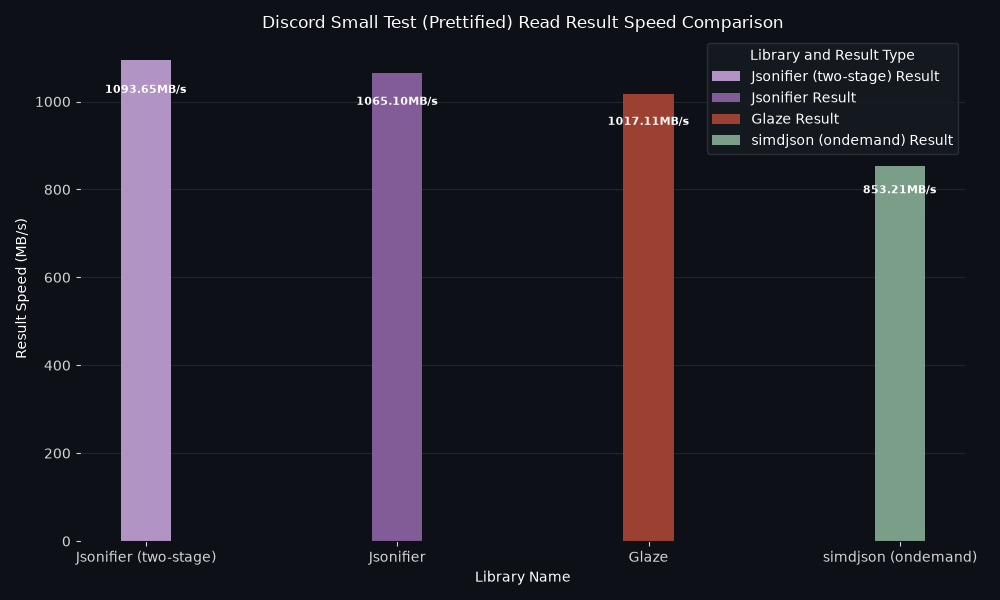 Discord Small Test (Prettified) Read Result Speed Comparison
Library and Result Type
Jsonifier (two-stage) Result
Jsonifier Result
Glaze Result
simdjson (ondemand) Result
1093.65MB/s
1065.10MB/s
1017.11MB/s
853.21MB/s
Result Speed (MB/s)
1000
800
600
400
200
0
Jsonifier (two-stage)
Jsonifier
Glaze
simdjson (ondemand)
Library Name